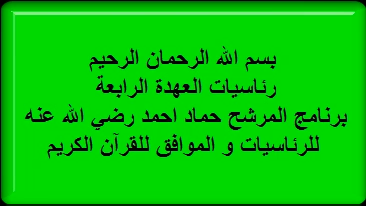 بسم الله الرحمان الرحيم
رئاسيات العهدة الرابعة
برنامج المرشح حماد احمد رضي الله عنه
للرئاسيات و الموافق للقرآن الكريم